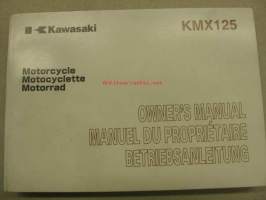 Kawasaki
KMX125
Motorcycle
Motocyclette
Motorrad
OWNER'S MANUAL
MANUEL DU PROPRIÉTAIRE
BETRIEBSANLEITUNG